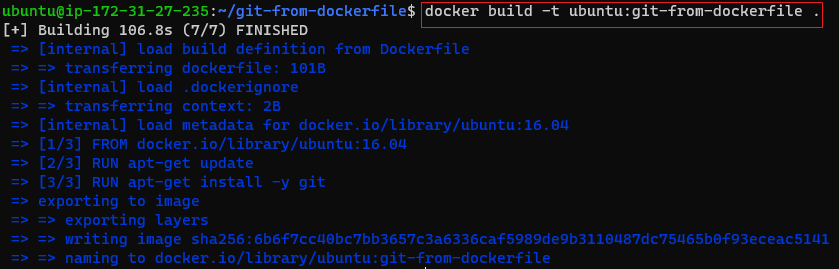 ubuntu@ip-172-31-27-235:~/git-from-dockerfile$ docker build -t ubuntu:git-from-dockerfile .
[+] Building 106.8s (7/7) FINISHED
=> [internal] load build definition from Dockerfile
=> => transferring dockerfile: 101B
=> [internal] load .dockerignore
=> => transferring context: 2B
=> [internal] load metadata for docker.io/library/ubuntu:16.04
=> [1/3] FROM docker.io/library/ubuntu:16.04
=> [2/3] RUN apt-get update
=> [3/3] RUN apt-get install -y git
=> exporting to image
=> => exporting layers
=> => writing image sha256:6b6f7cc40bc7bb3657c3a6336caf5989de9b3110487dc75465b0f93eceac5141
=> => naming to docker.io/library/ubuntu:git-from-dockerfile